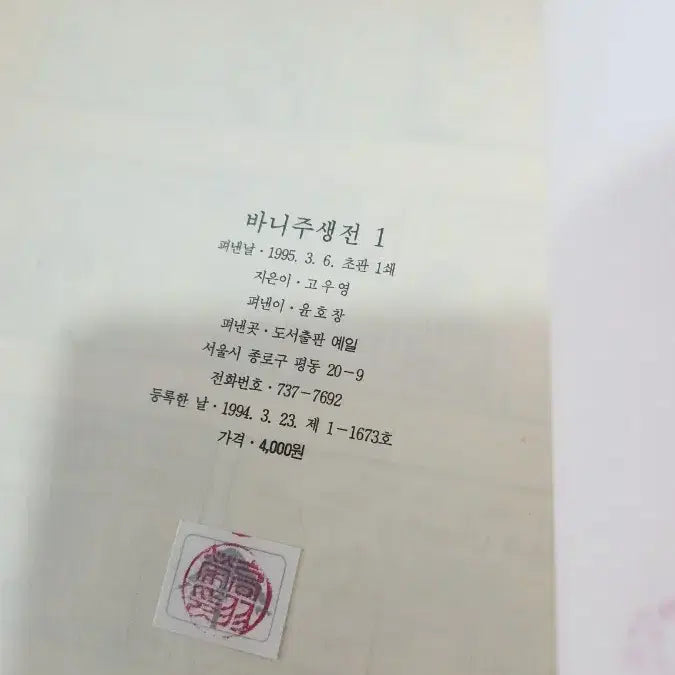 바니주생전 1
펴낸날・1995. 3. 6. 초판 1쇄
지은이・고우영
펴낸이・윤호창
펴낸곳・도서출판 예일
서울시 종로구 평동 20-9
전화번호・737-7692
등록한 날・1994. 3. 23. 제 1-1673호
가격・4,000원